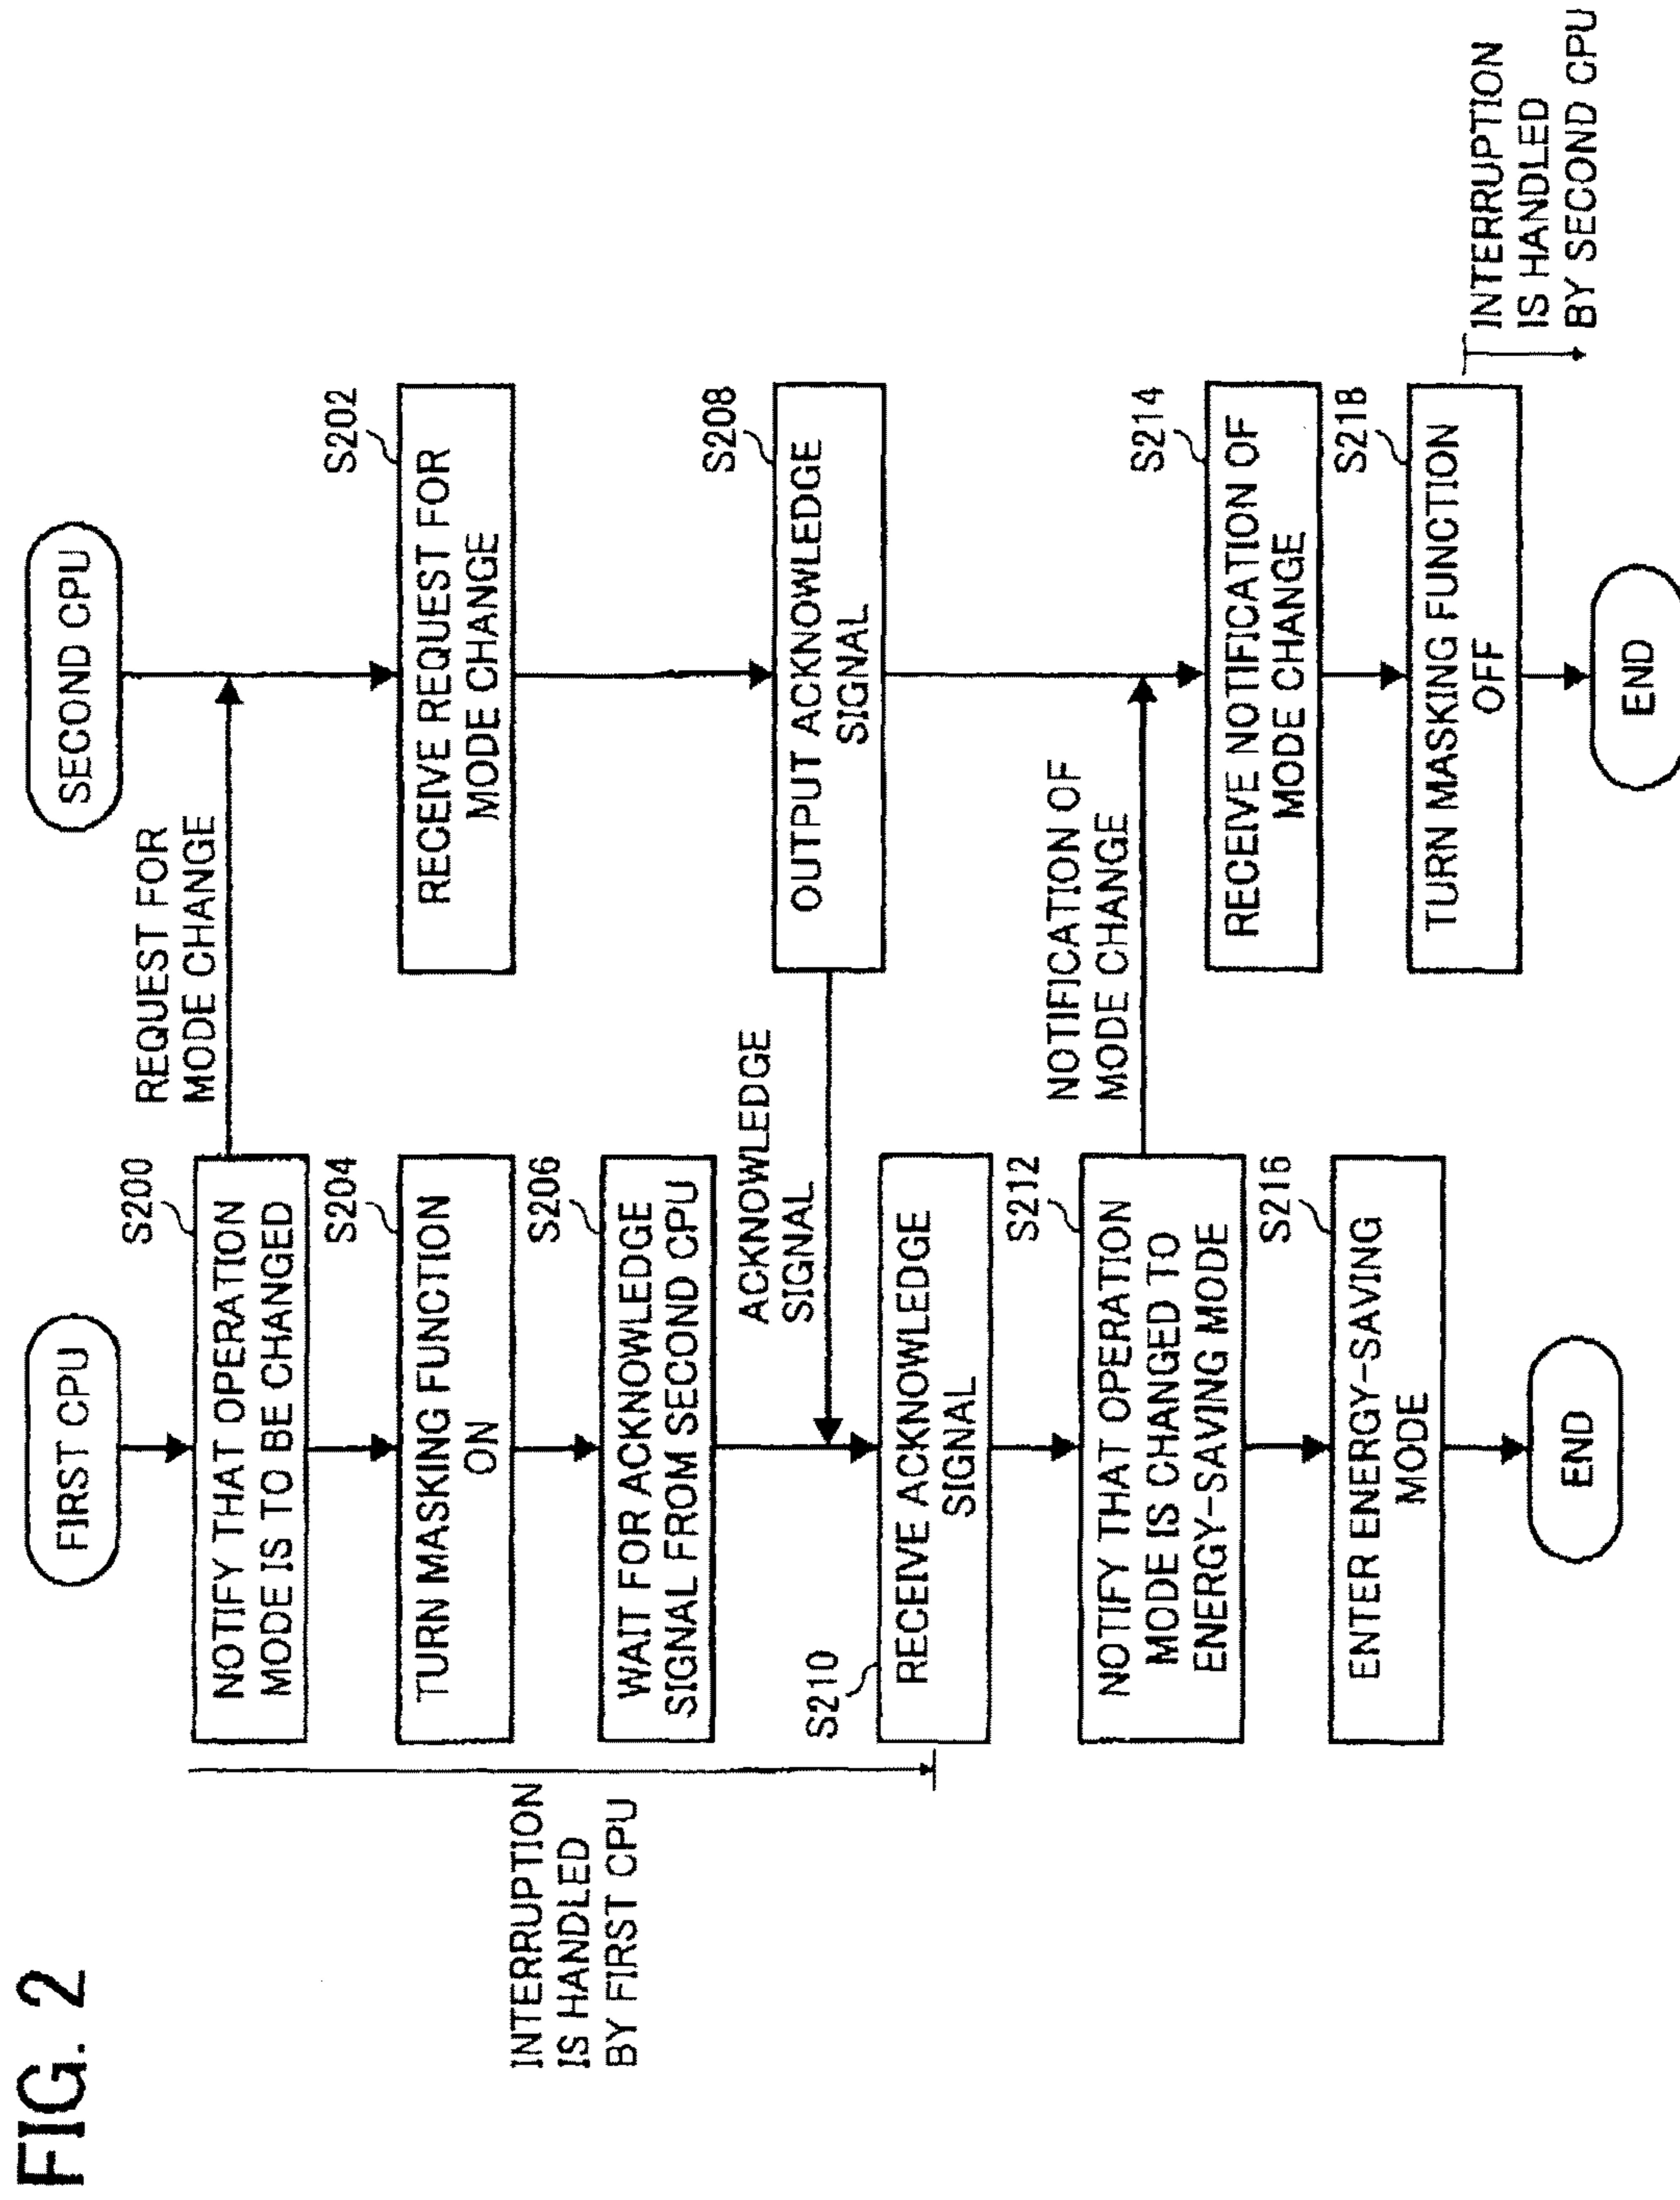 FIG. 2
FIRST CPU
SECOND CPU
REQUEST FOR
MODE CHANGE
S200
NOTIFY THAT OPERATION
MODE IS TO BE CHANGED
S202
RECEIVE REQUEST FOR
MODE CHANGE
S204
TURN MASKING FUNCTION
ON
S206
WAIT FOR ACKNOWLEDGE
SIGNAL FROM SECOND CPU
INTERRUPTION
IS HANDLED
BY FIRST CPU
S208
OUTPUT ACKNOWLEDGE
SIGNAL
ACKNOWLEDGE
SIGNAL
S210
RECEIVE ACKNOWLEDGE
SIGNAL
S212
NOTIFY THAT OPERATION
MODE IS CHANGED TO
ENERGY-SAVING MODE
NOTIFICATION OF
MODE CHANGE
S214
RECEIVE NOTIFICATION OF
MODE CHANGE
S216
ENTER ENERGY-SAVING
MODE
S218
TURN MASKING FUNCTION
OFF
INTERRUPTION
IS HANDLED
BY SECOND CPU
END
END